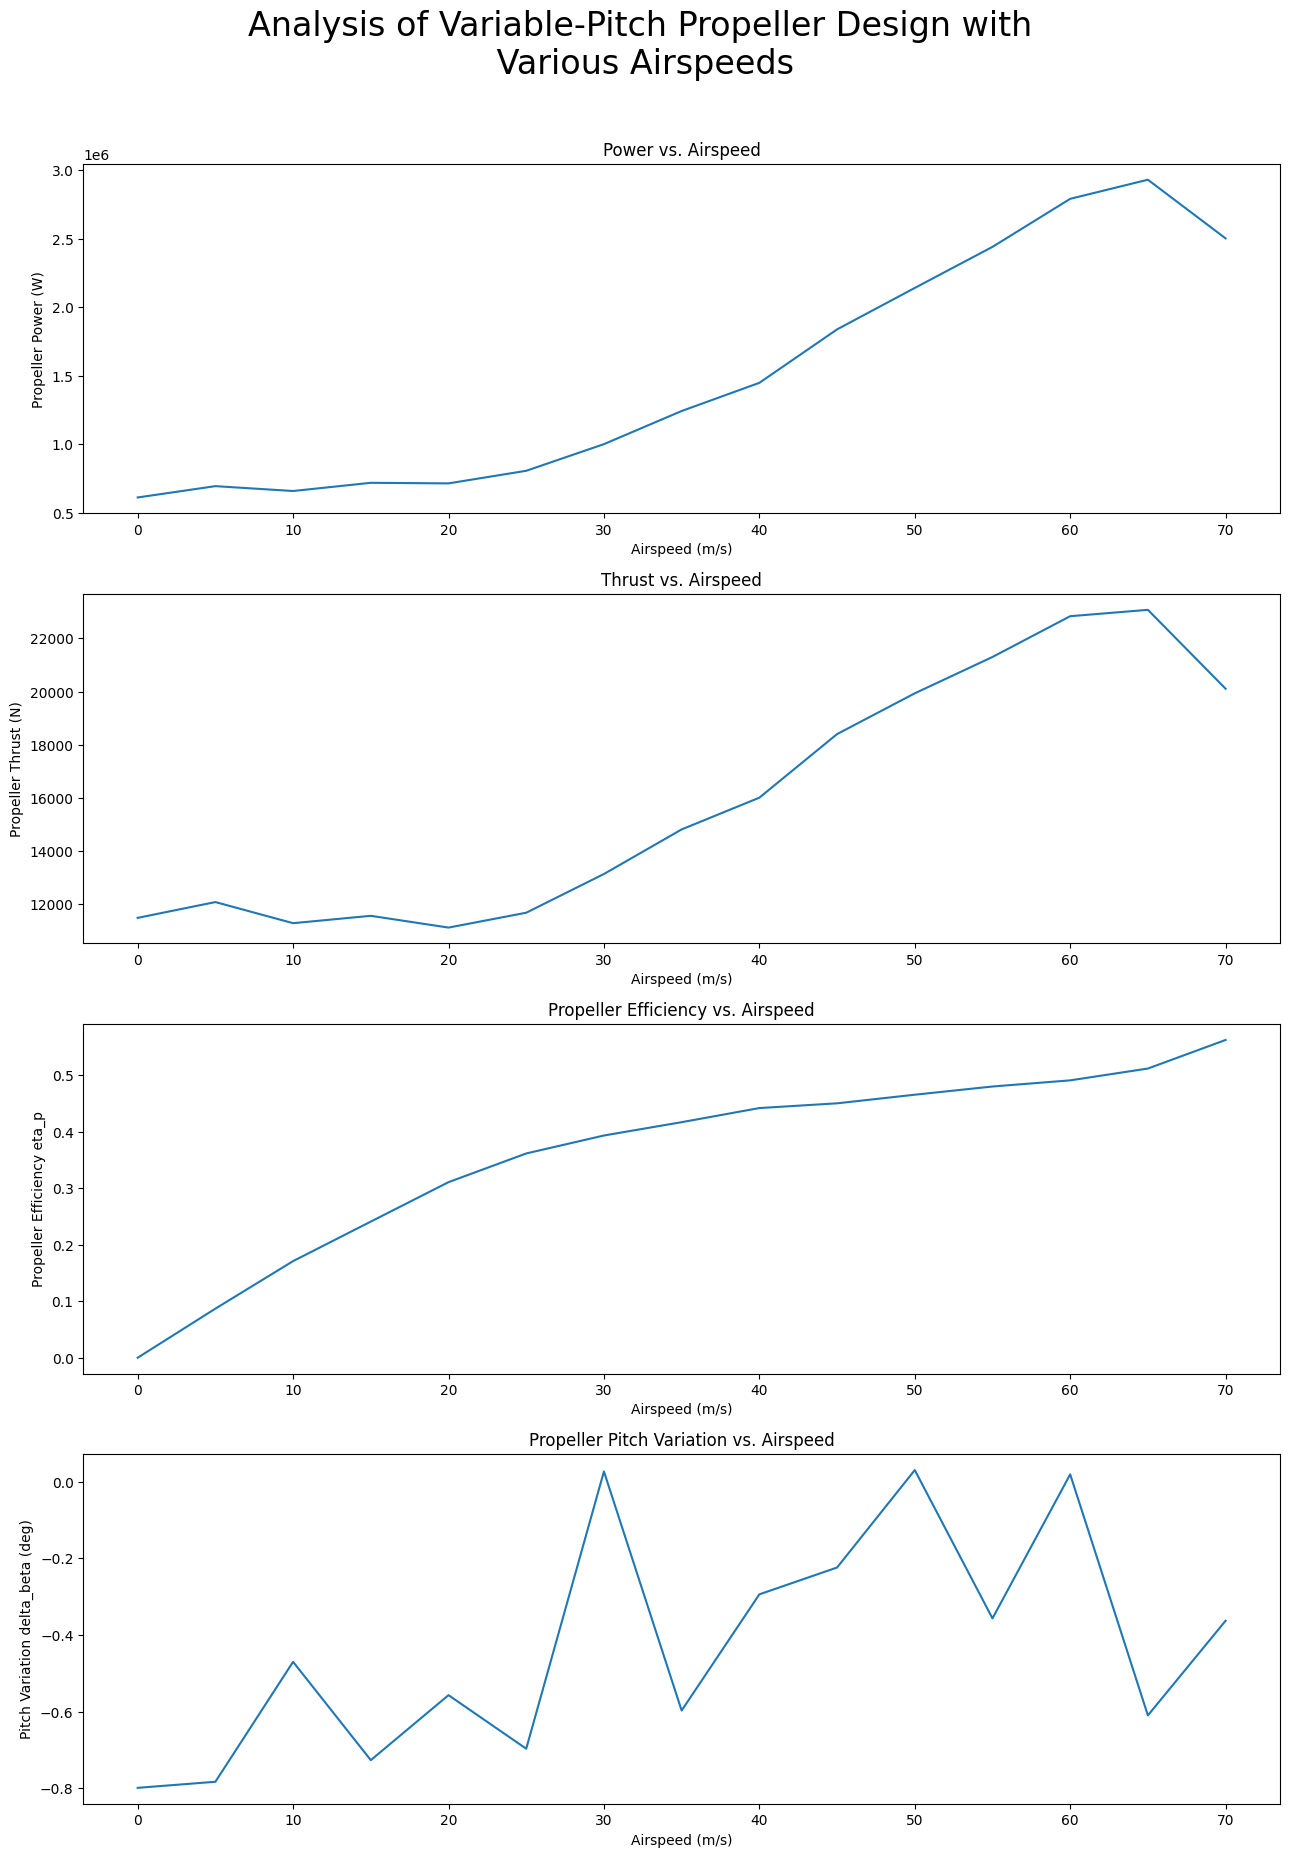 Analysis of Variable-Pitch Propeller Design with
Various Airspeeds
Power vs. Airspeed
1e6
3.0
2.5
2.0
1.5
1.0
0.5
Propeller Power (W)
0 10 20 30 40 50 60 70
Airspeed (m/s)
Thrust vs. Airspeed
22000
20000
18000
16000
14000
12000
Propeller Thrust (N)
0 10 20 30 40 50 60 70
Airspeed (m/s)
Propeller Efficiency vs. Airspeed
0.5
0.4
0.3
0.2
0.1
0.0
Propeller Efficiency eta_p
0 10 20 30 40 50 60 70
Airspeed (m/s)
Propeller Pitch Variation vs. Airspeed
0.0
−0.2
−0.4
−0.6
−0.8
Pitch Variation delta_beta (deg)
0 10 20 30 40 50 60 70
Airspeed (m/s)